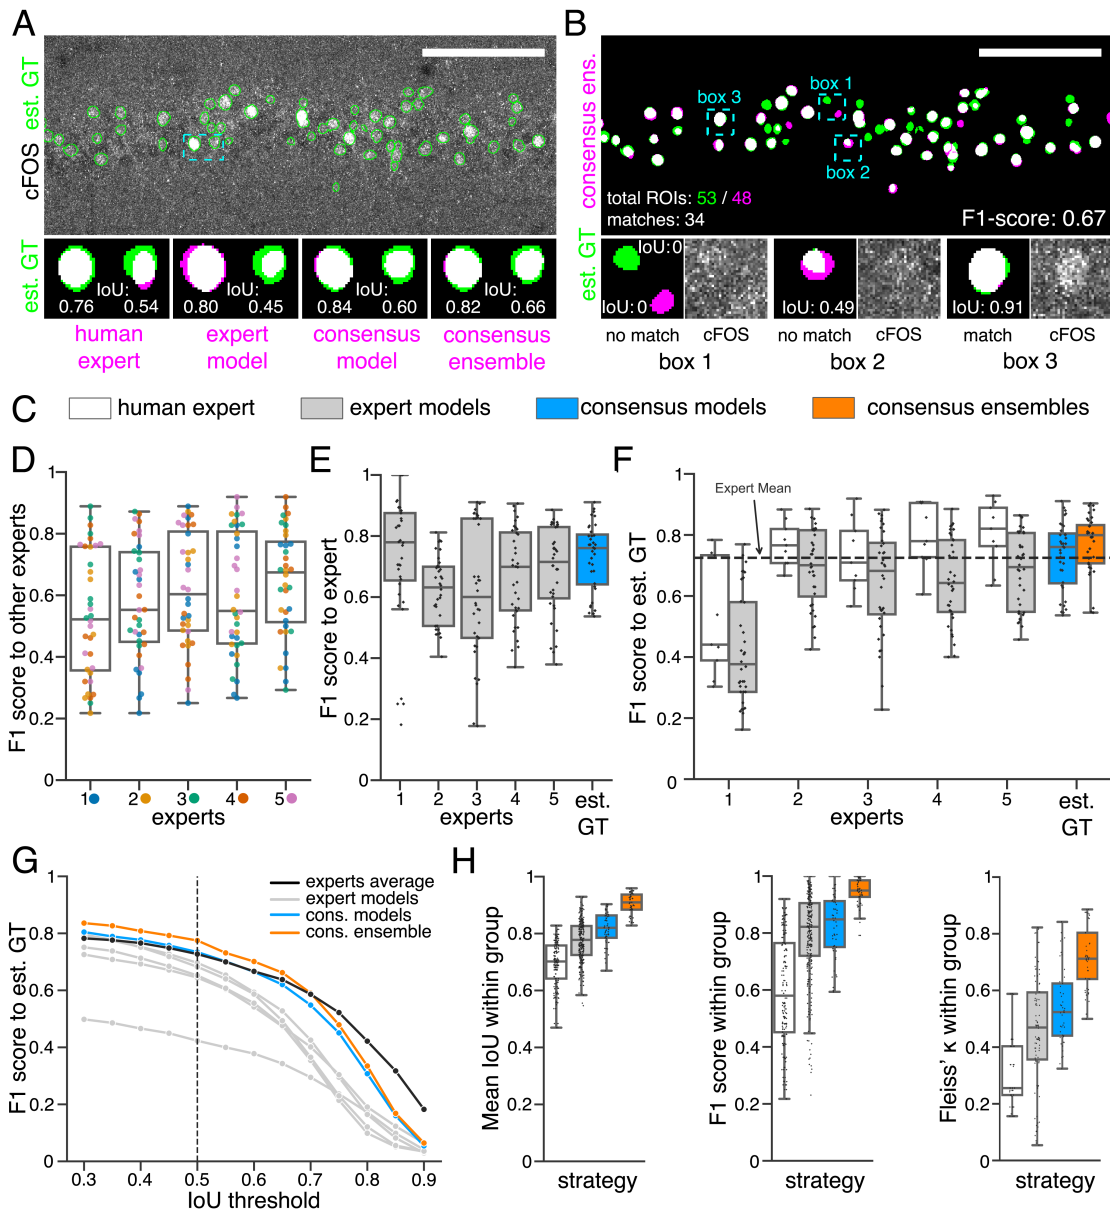 A
cFOS est. GT
est. GT
IoU:
0.76 0.54
IoU:
0.80 0.45
IoU:
0.84 0.60
IoU:
0.82 0.66
human expert
expert model
consensus model
consensus ensemble
B
est. GT consensus ens.
box 1
box 3
box 2
total ROIs: 53 / 48
matches: 34
F1-score: 0.67
IoU:0
IoU: 0
IoU: 0.49
IoU: 0.91
no match cFOS
no match cFOS
match cFOS
box 1
box 2
box 3
C
human expert
expert models
consensus models
consensus ensembles
D
F1 score to other experts
1
0.8
0.6
0.4
0.2
0
1 2 3 4 5
experts
E
F1 score to expert
1
0.8
0.6
0.4
0.2
0
1 2 3 4 5 est. GT
experts
F
F1 score to est. GT
1
0.8
0.6
0.4
0.2
0
Expert Mean
1 2 3 4 5 est. GT
experts
G
F1 score to est. GT
1
0.8
0.6
0.4
0.2
0
experts average
expert models
cons. models
cons. ensemble
0.3 0.4 0.5 0.6 0.7 0.8 0.9
IoU threshold
H
Mean IoU within group
1
0.8
0.6
0.4
0.2
0
strategy
F1 score within group
1
0.8
0.6
0.4
0.2
0
strategy
Fleiss' κ within group
1
0.8
0.6
0.4
0.2
0
strategy